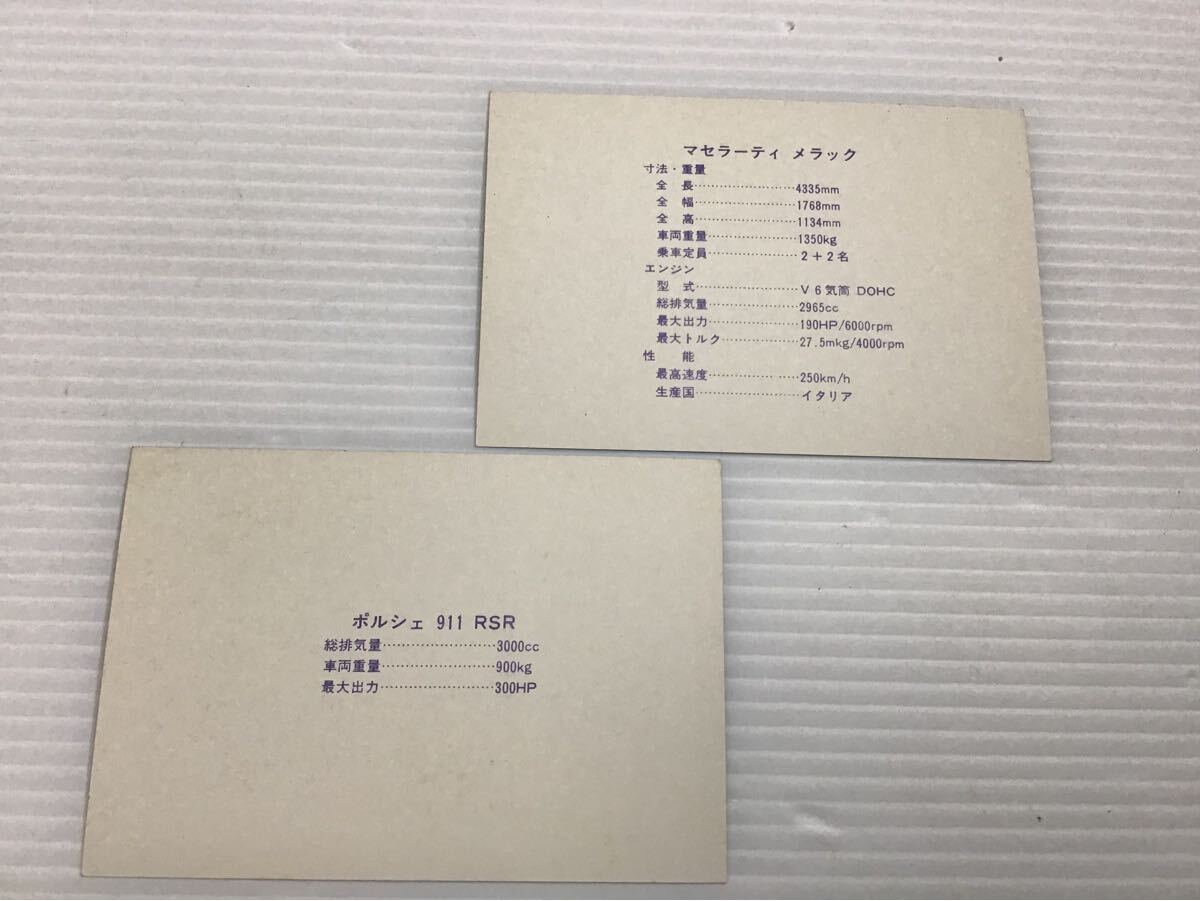 マセラーティ メラック
寸法・重量
全 長························4335mm
全 幅························1768mm
全 高························1134mm
車両重量·····················1350kg
乗車定員·····················2+2名
エンジン
型 式························V6気筒 DOHC
総排気量·····················2965cc
最大出力·····················190HP/6000rpm
最大トルク··················27.5mkg/4000rpm
性 能
最高速度·····················250km/h
生産国·······················イタリア
ポルシェ 911 RSR
総排気量························3000cc
車両重量························900kg
最大出力························300HP